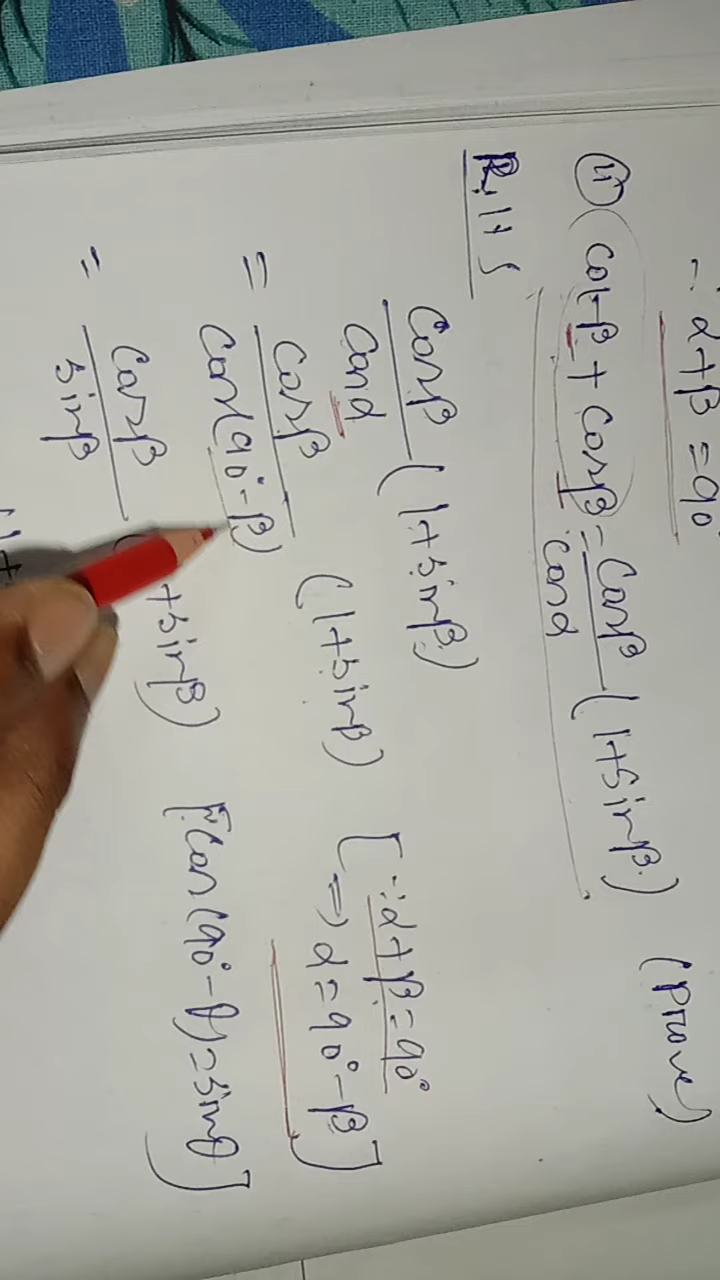 ∴ α+β = 90°
(ii) cotβ + cosβ = cosβ/cosα (1+sinβ) (Prove)
R.H.S
cosβ/cosα (1+sinβ)
= cosβ/cos(90°-β) (1+sinβ) [∵ α+β = 90° ⇒ α = 90°-β]
= cosβ/sinβ (1+sinβ) [∵ cos(90°-θ) = sinθ]
(1+